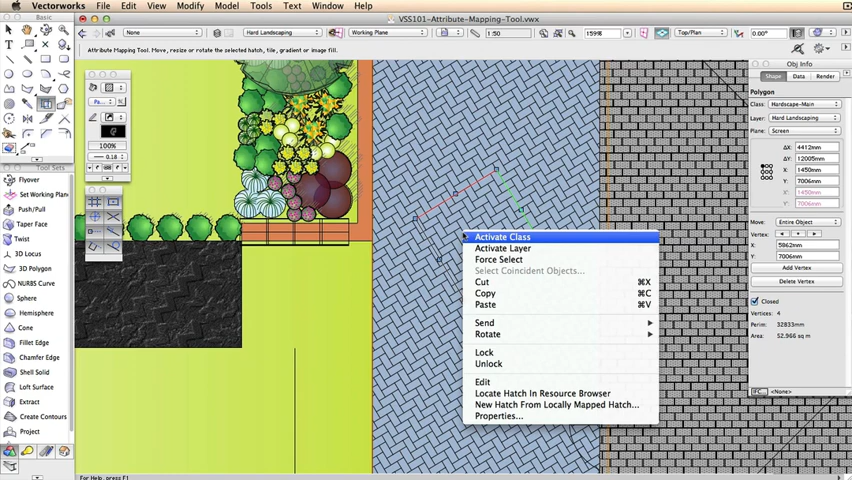 Vectorworks File Edit View Modify Model Tools Text Window Help
Basic
VSS101-Attribute-Mapping-Tool.vwx
None Hard Landscaping Working Plane 1:50 159% Top/Plan 0.00°
Attribute Mapping Tool. Move, resize or rotate the selected hatch, tile, gradient or image fill.
Obj Info
Shape Data Render
Polygon
Class: Hardscape-Main
Layer: Hard Landscaping
Plane: Screen
ΔX: 4412mm
ΔY: 12005mm
X: 1450mm
Y: 7006mm
X: 1450mm
Y: 7006mm
Move: Entire Object
Vertex:
X: 5862mm
Y: 7006mm
Add Vertex
Delete Vertex
Closed
Vertices: 4
Perim: 32833mm
Area: 52.966 sq m
<None>
Pa...
100%
0.18
Tool Sets
Flyover
Set Working Plane
Push/Pull
Taper Face
Twist
3D Locus
3D Polygon
NURBS Curve
Sphere
Hemisphere
Cone
Fillet Edge
Chamfer Edge
Shell Solid
Loft Surface
Extract
Create Contours
Project
Activate Class
Activate Layer
Force Select
Select Coincident Objects...
Cut ⌘X
Copy ⌘C
Paste ⌘V
Send
Rotate
Lock
Unlock
Edit
Locate Hatch In Resource Browser
New Hatch From Locally Mapped Hatch...
Properties...
For Help, press F1